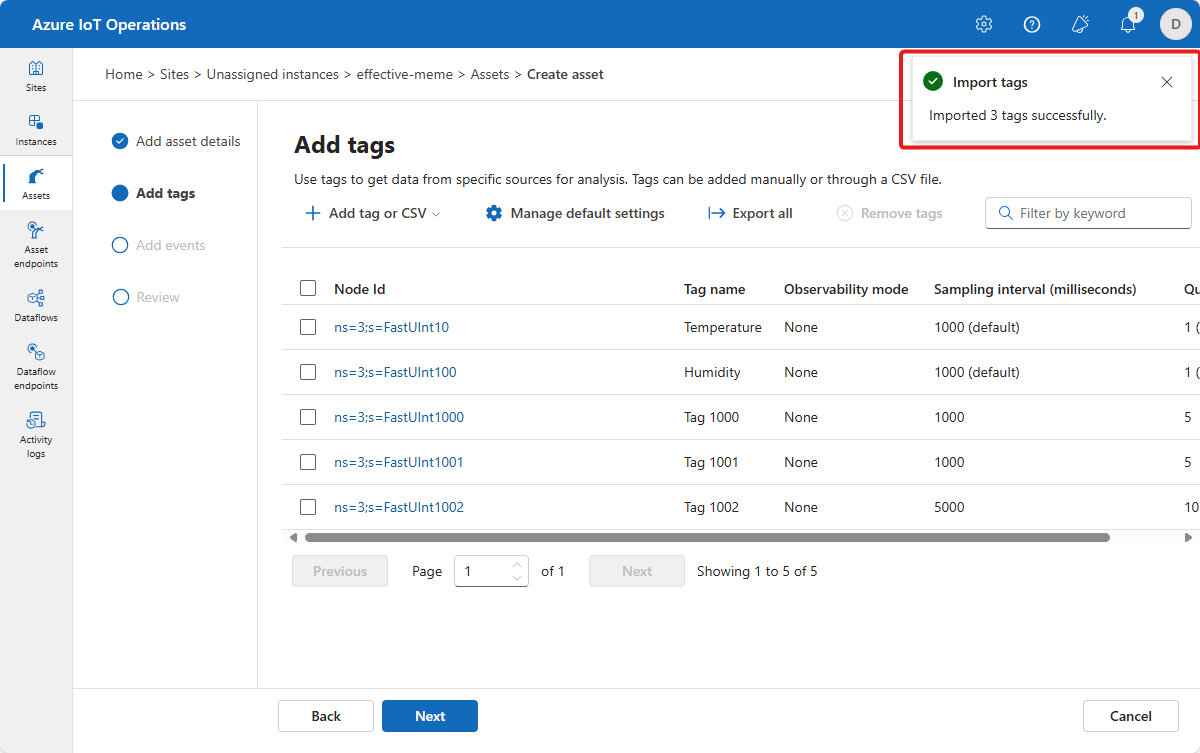 Azure IoT Operations
1
D
Sites
Instances
Assets
Asset
endpoints
Dataflows
Dataflow
endpoints
Activity
logs
Home > Sites > Unassigned instances > effective-meme > Assets > Create asset
Import tags
Imported 3 tags successfully.
Add asset details
Add tags
Add events
Review
Add tags
Use tags to get data from specific sources for analysis. Tags can be added manually or through a CSV file.
Add tag or CSV Manage default settings Export all Remove tags Filter by keyword
Node Id Tag name Observability mode Sampling interval (milliseconds) Qu
ns=3;s=FastUInt10 Temperature None 1000 (default) 1 (
ns=3;s=FastUInt100 Humidity None 1000 (default) 1 (
ns=3;s=FastUInt1000 Tag 1000 None 1000 5
ns=3;s=FastUInt1001 Tag 1001 None 1000 5
ns=3;s=FastUInt1002 Tag 1002 None 5000 10
Previous Page 1 of 1 Next Showing 1 to 5 of 5
Back Next Cancel